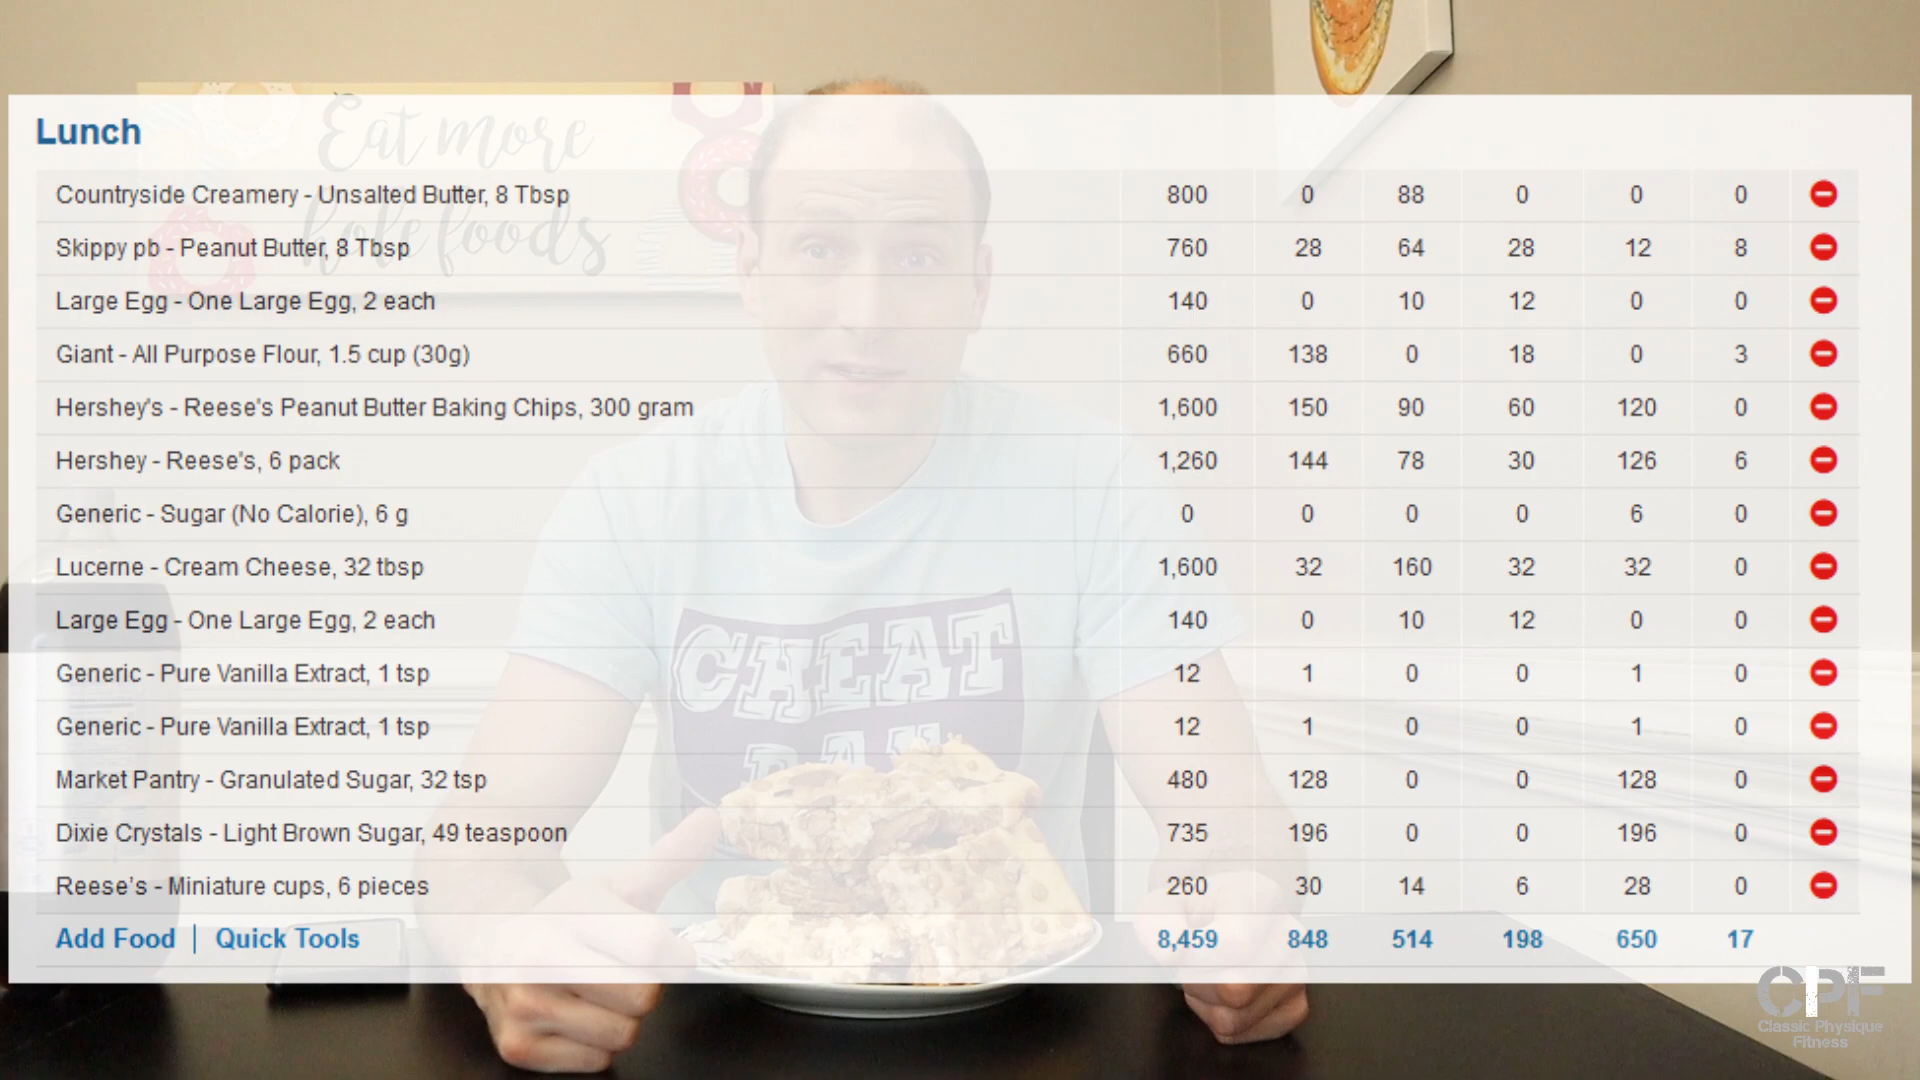 Lunch
Eat more
hole foods
Countryside Creamery - Unsalted Butter, 8 Tbsp 800 0 88 0 0 0
Skippy pb - Peanut Butter, 8 Tbsp 760 28 64 28 12 8
Large Egg - One Large Egg, 2 each 140 0 10 12 0 0
Giant - All Purpose Flour, 1.5 cup (30g) 660 138 0 18 0 3
Hershey's - Reese's Peanut Butter Baking Chips, 300 gram 1,600 150 90 60 120 0
Hershey - Reese's, 6 pack 1,260 144 78 30 126 6
Generic - Sugar (No Calorie), 6 g 0 0 0 0 6 0
Lucerne - Cream Cheese, 32 tbsp 1,600 32 160 32 32 0
Large Egg - One Large Egg, 2 each 140 0 10 12 0 0
Generic - Pure Vanilla Extract, 1 tsp 12 1 0 0 1 0
Generic - Pure Vanilla Extract, 1 tsp 12 1 0 0 1 0
Market Pantry - Granulated Sugar, 32 tsp 480 128 0 0 128 0
Dixie Crystals - Light Brown Sugar, 49 teaspoon 735 196 0 0 196 0
Reese's - Miniature cups, 6 pieces 260 30 14 6 28 0
Add Food | Quick Tools 8,459 848 514 198 650 17
CHEAT
DAY
CPF
Classic Physique
Fitness